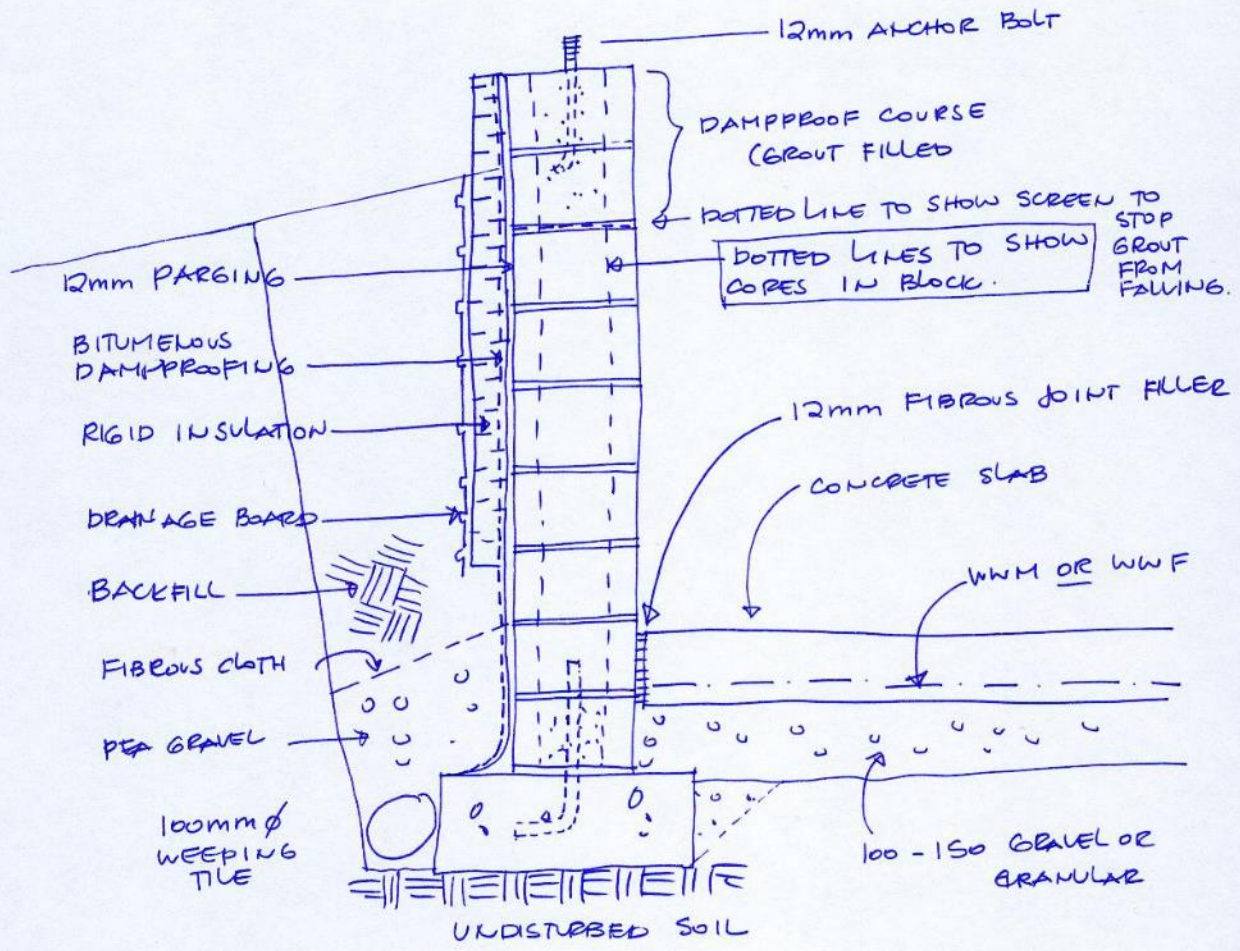 12mm ANCHOR BOLT
DAMPPROOF COURSE
(GROUT FILLED
DOTTED LINE TO SHOW SCREEN TO
STOP
GROUT
FROM
FALLING.
DOTTED LINES TO SHOW
CORES IN BLOCK.
12mm PARGING
BITUMENOUS
DAMPPROOFING
RIGID INSULATION
DRAINAGE BOARD
BACKFILL
FIBROUS CLOTH
PEA GRAVEL
100mm ϕ
WEEPING
TILE
12mm FIBROUS JOINT FILLER
CONCRETE SLAB
WWM OR WWF
100-150 GRAVEL OR
GRANULAR
UNDISTURBED SOIL